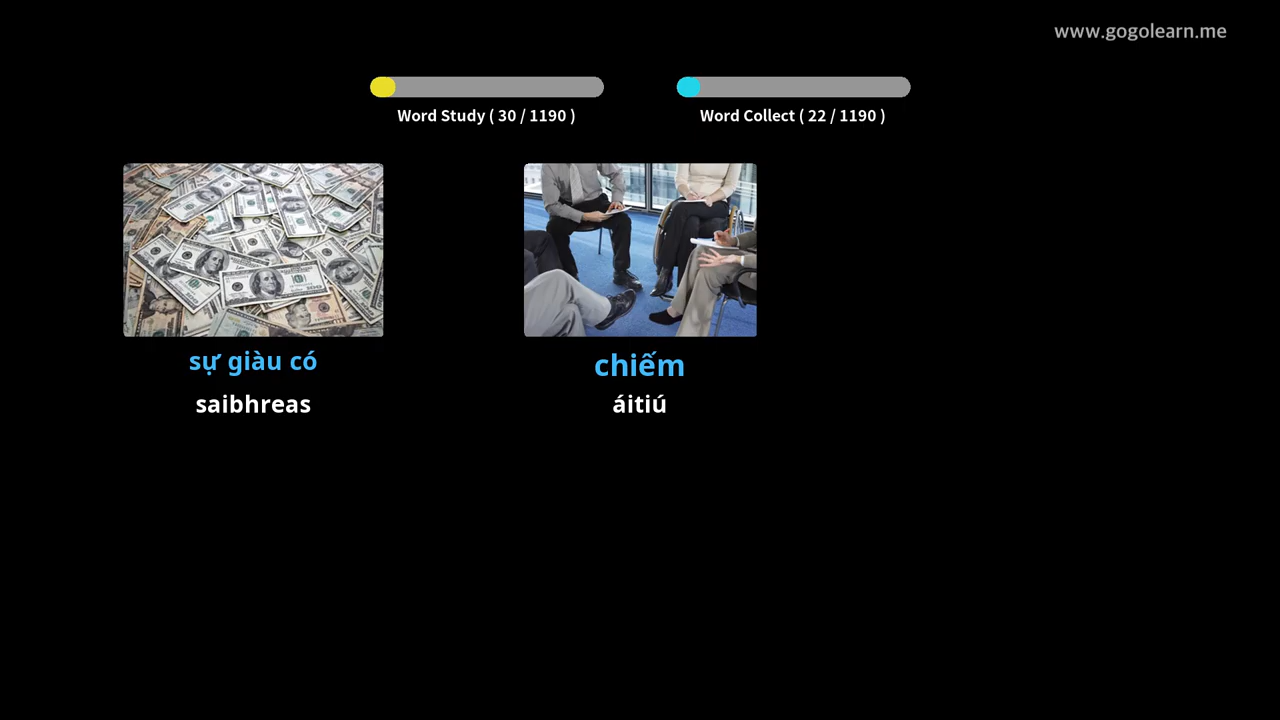 www.gogolearn.me
Word Study ( 30 / 1190 )
Word Collect ( 22 / 1190 )
sự giàu có
saibhreas
chiếm
áitiú